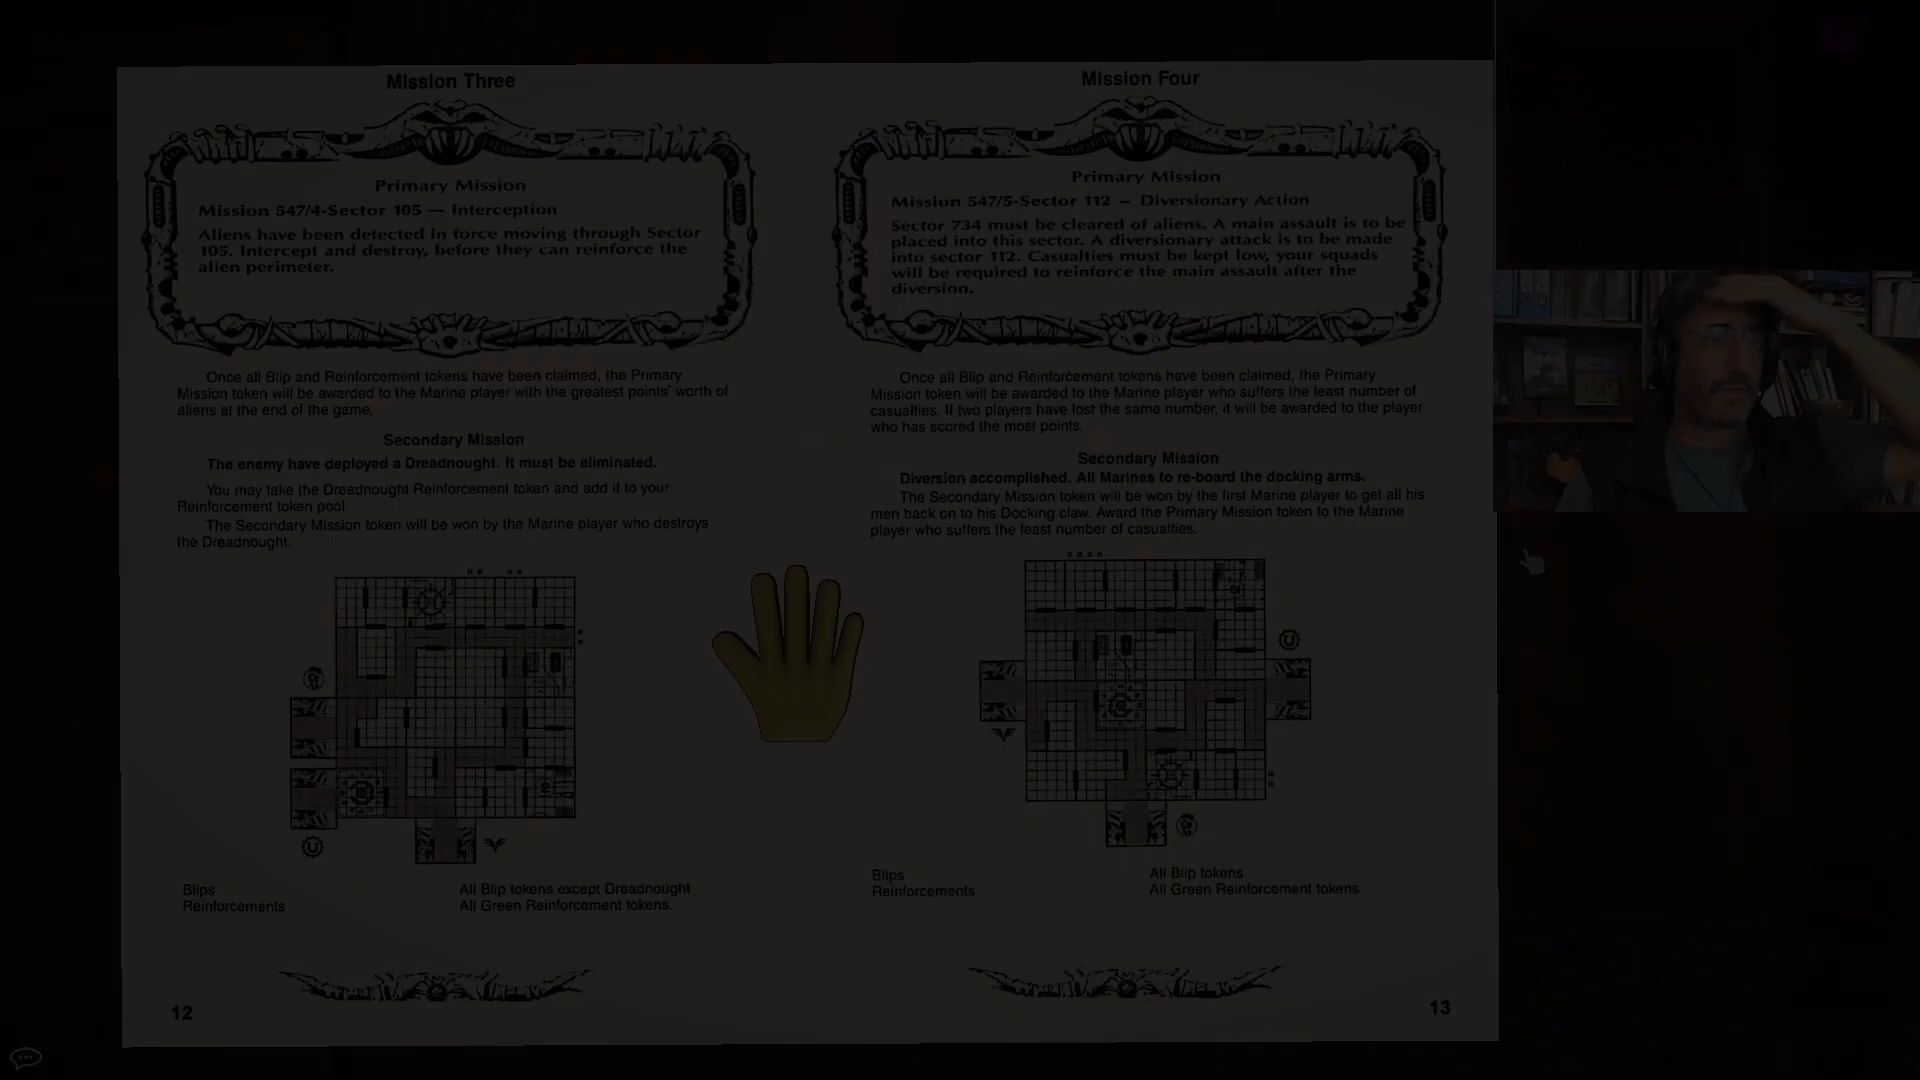 Mission Three
Primary Mission
Mission 547/4-Sector 105 — Interception
Aliens have been detected in force moving through Sector
105. Intercept and destroy, before they can reinforce the
alien perimeter.
Once all Blip and Reinforcement tokens have been claimed, the Primary
Mission token will be awarded to the Marine player with the greatest points' worth of
aliens at the end of the game.
Secondary Mission
The enemy have deployed a Dreadnought. It must be eliminated.
You may take the Dreadnought Reinforcement token and add it to your
Reinforcement token pool.
The Secondary Mission token will be won by the Marine player who destroys
the Dreadnought.
Blips
All Blip tokens except Dreadnought
Reinforcements
All Green Reinforcement tokens.
12
Mission Four
Primary Mission
Mission 547/5-Sector 112 – Diversionary Action
Sector 734 must be cleared of aliens. A main assault is to be
placed into this sector. A diversionary attack is to be made
into sector 112. Casualties must be kept low, your squads
will be required to reinforce the main assault after the
diversion.
Once all Blip and Reinforcement tokens have been claimed, the Primary
Mission token will be awarded to the Marine player who suffers the least number of
casualties. If two players have lost the same number, it will be awarded to the player
who has scored the most points.
Secondary Mission
Diversion accomplished. All Marines to re-board the docking arms.
The Secondary Mission token will be won by the first Marine player to get all his
men back on to his Docking claw. Award the Primary Mission token to the Marine
player who suffers the least number of casualties.
Blips
All Blip tokens
Reinforcements
All Green Reinforcement tokens
13